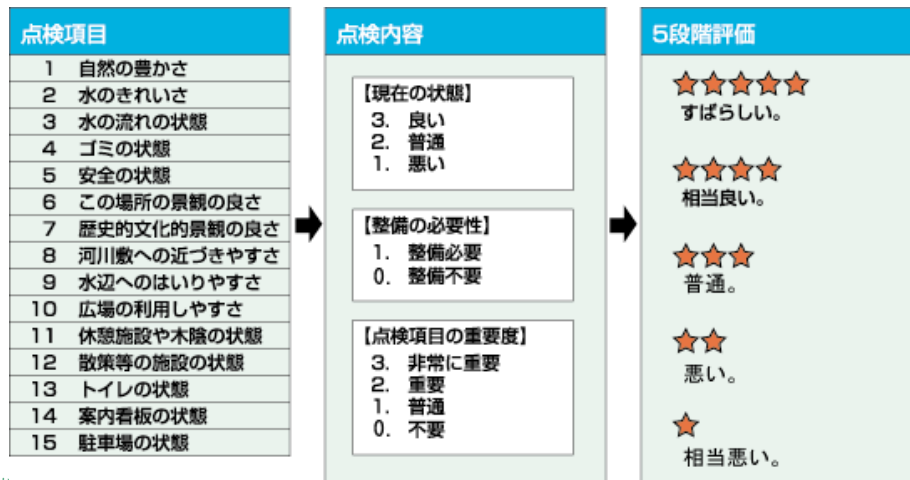 点検項目
1 自然の豊かさ
2 水のきれいさ
3 水の流れの状態
4 ゴミの状態
5 安全の状態
6 この場所の景観の良さ
7 歴史的文化的景観の良さ
8 河川敷への近づきやすさ
9 水辺へのはいりやすさ
10 広場の利用しやすさ
11 休憩施設や木陰の状態
12 散策等の施設の状態
13 トイレの状態
14 案内看板の状態
15 駐車場の状態
点検内容
【現在の状態】
3. 良い
2. 普通
1. 悪い
【整備の必要性】
1. 整備必要
0. 整備不要
【点検項目の重要度】
3. 非常に重要
2. 重要
1. 普通
0. 不要
5段階評価
すばらしい。
相当良い。
普通。
悪い。
相当悪い。